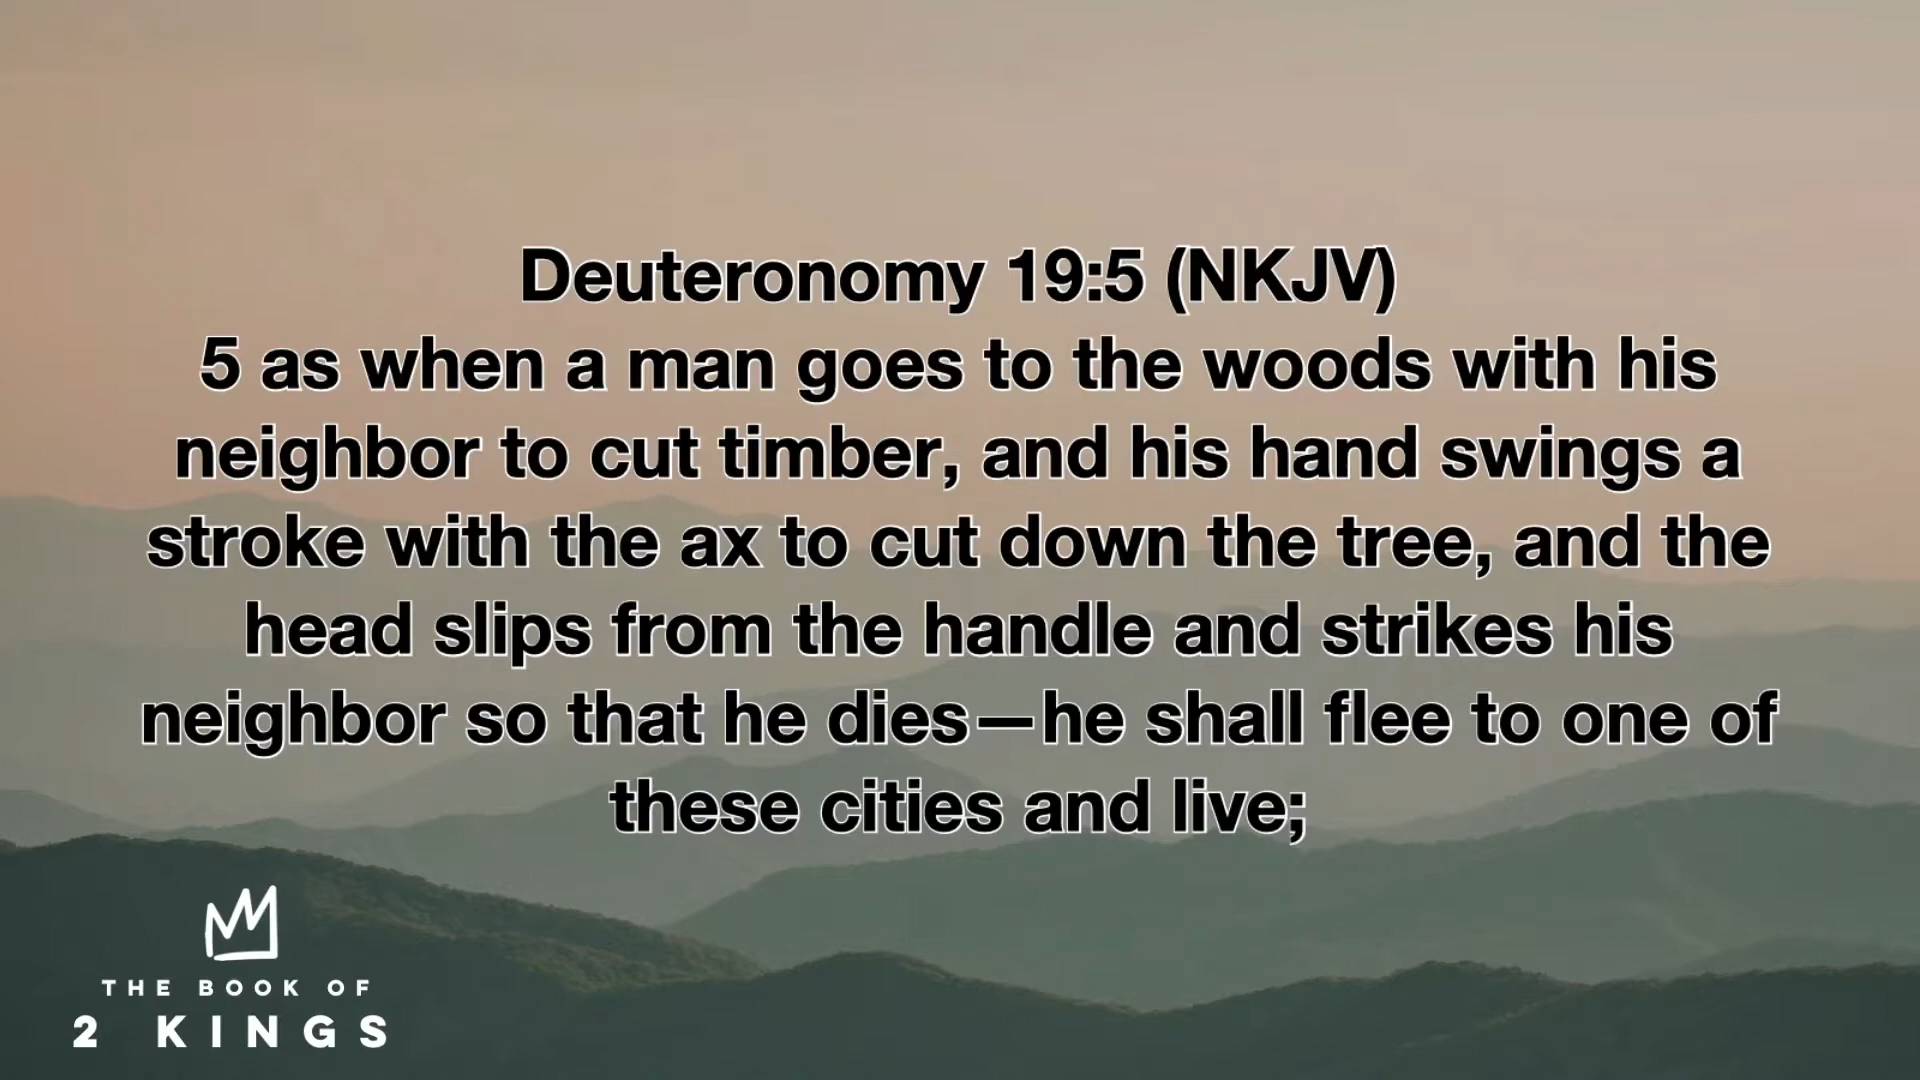 Deuteronomy 19:5 (NKJV)
5 as when a man goes to the woods with his
neighbor to cut timber, and his hand swings a
stroke with the ax to cut down the tree, and the
head slips from the handle and strikes his
neighbor so that he dies—he shall flee to one of
these cities and live;
THE BOOK OF
2 KINGS